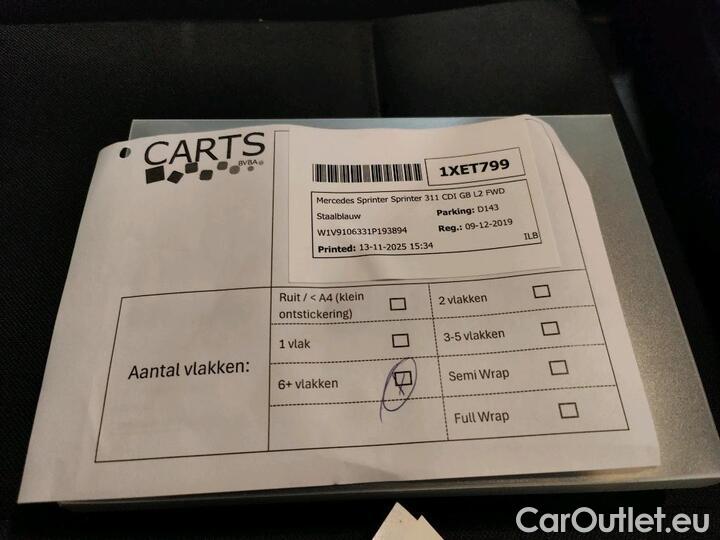 CARTS
BVBA
1XET799
Mercedes Sprinter Sprinter 311 CDI GB L2 FWD
Staalblauw
Parking: D143
W1V9106331P193894
Reg.: 09-12-2019
Printed: 13-11-2025 15:34
ILB
Aantal vlakken:
Ruit / < A4 (klein
ontstickering)
2 vlakken
1 vlak
3-5 vlakken
6+ vlakken
Semi Wrap
Full Wrap
CarOutlet.eu